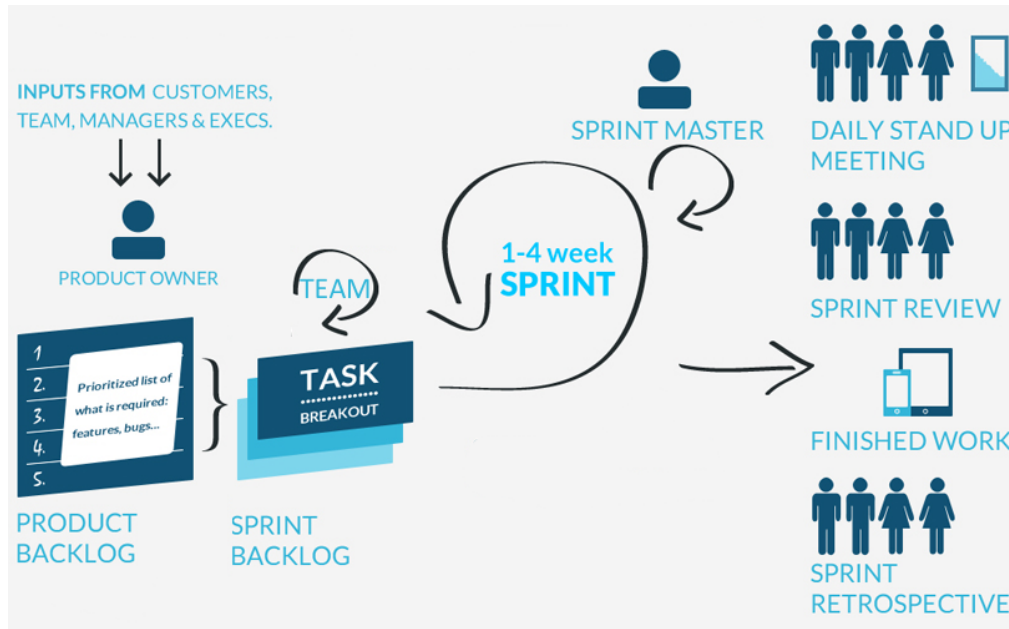 INPUTS FROM CUSTOMERS,
TEAM, MANAGERS & EXECS.
PRODUCT OWNER
1
2.
3.
4.
5.
Prioritized list of
what is required:
features, bugs...
PRODUCT
BACKLOG
TEAM
TASK
BREAKOUT
SPRINT
BACKLOG
1-4 week
SPRINT
SPRINT MASTER
DAILY STAND UP
MEETING
SPRINT REVIEW
FINISHED WORK
SPRINT
RETROSPECTIVE